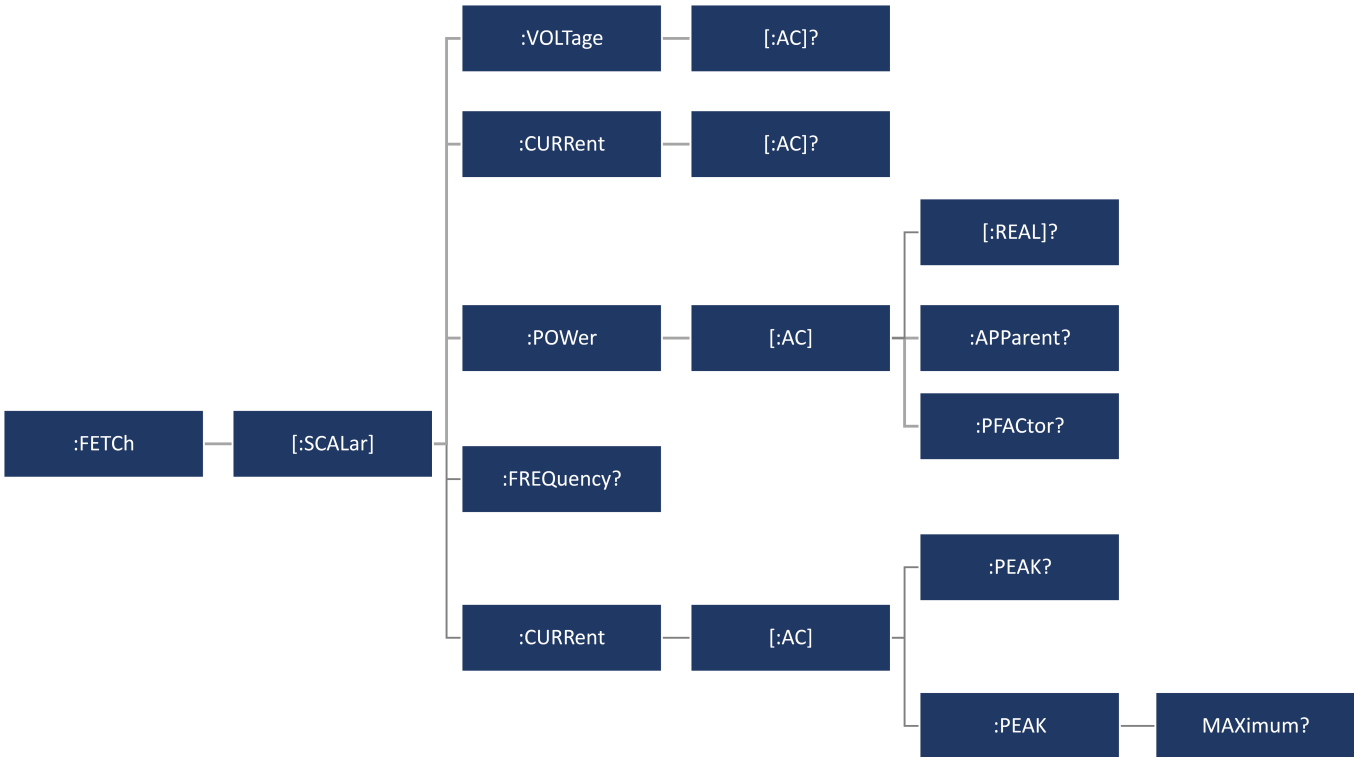 :VOLTage
[:AC]?
:CURRent
[:AC]?
[:REAL]?
:POWer
[:AC]
:APParent?
:PFACtor?
:FETCh
[:SCALar]
:FREQuency?
:PEAK?
:CURRent
[:AC]
:PEAK
MAXimum?